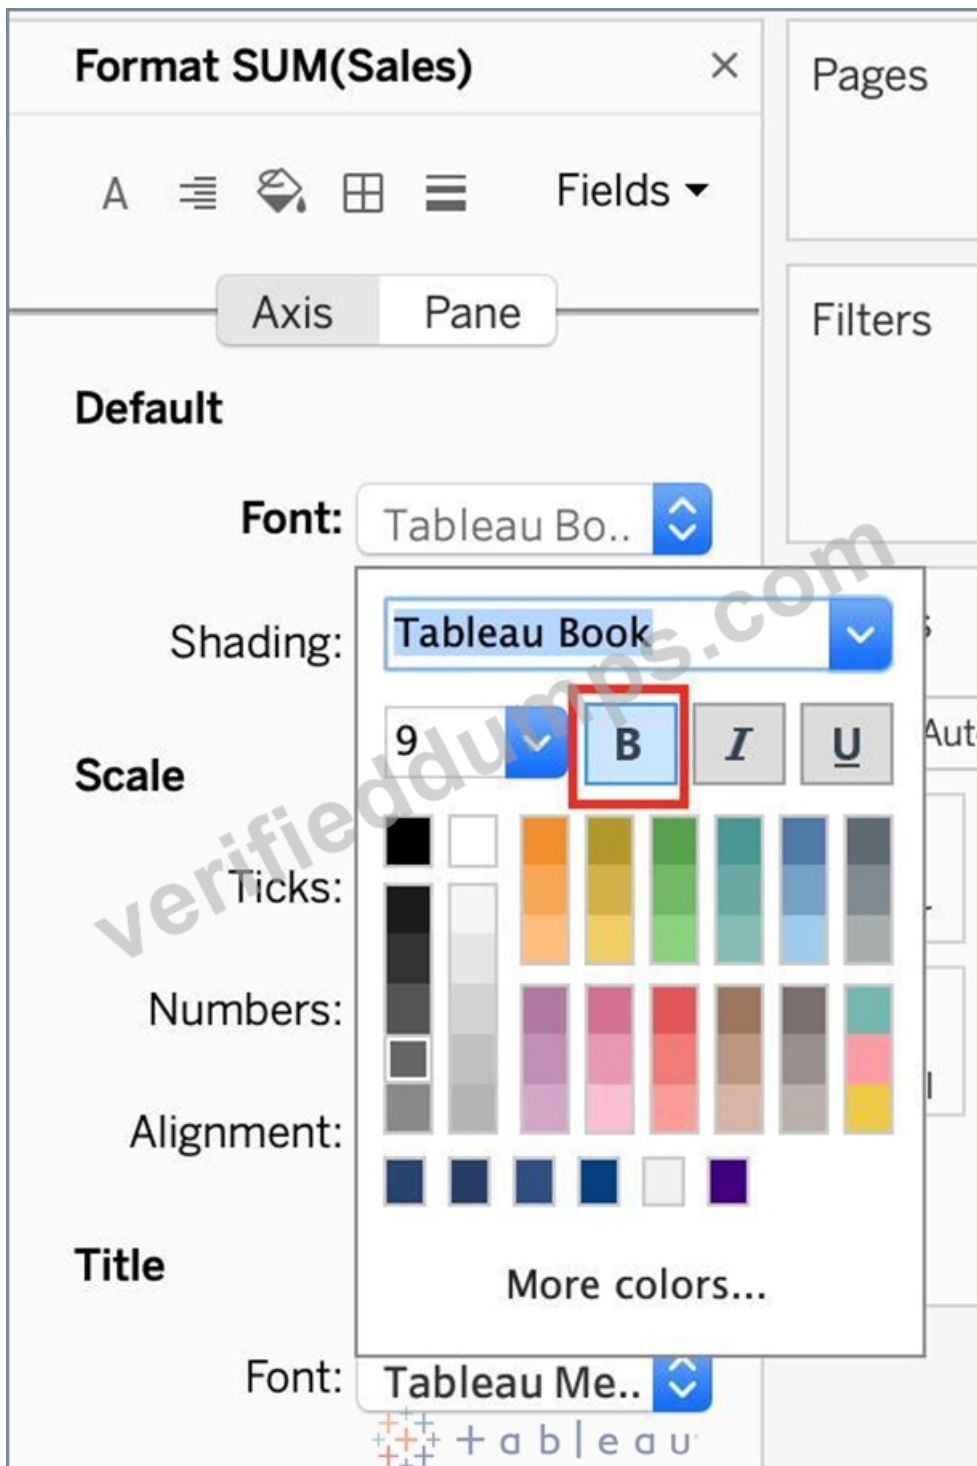 Format SUM(Sales) ×
Pages
A Fields
Axis Pane
Filters
Default
Font: Tableau Bo..
Shading: Tableau Book
9 B I U
Aut
Scale
Ticks:
Numbers:
Alignment:
Title
More colors...
Font: Tableau Me..
+ableau
verifieddumps.com